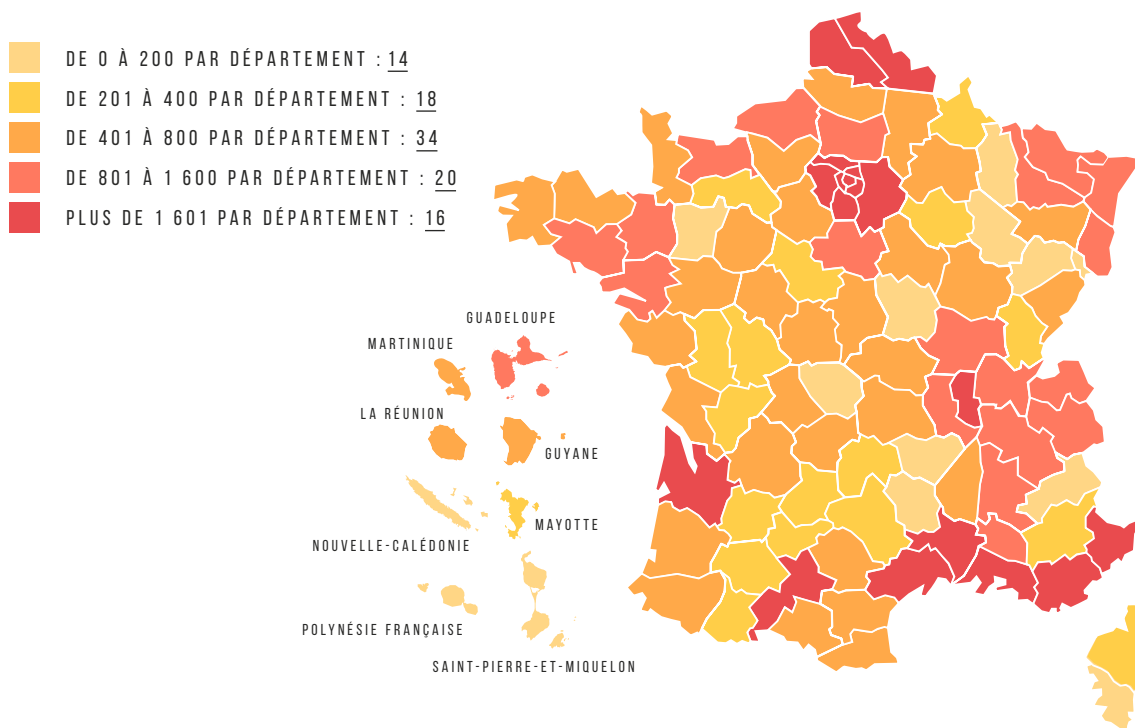 DE 0 À 200 PAR DÉPARTEMENT : 14
DE 201 À 400 PAR DÉPARTEMENT : 18
DE 401 À 800 PAR DÉPARTEMENT : 34
DE 801 À 1 600 PAR DÉPARTEMENT : 20
PLUS DE 1 601 PAR DÉPARTEMENT : 16
GUADELOUPE
MARTINIQUE
LA RÉUNION
GUYANE
MAYOTTE
NOUVELLE-CALÉDONIE
POLYNÉSIE FRANÇAISE
SAINT-PIERRE-ET-MIQUELON